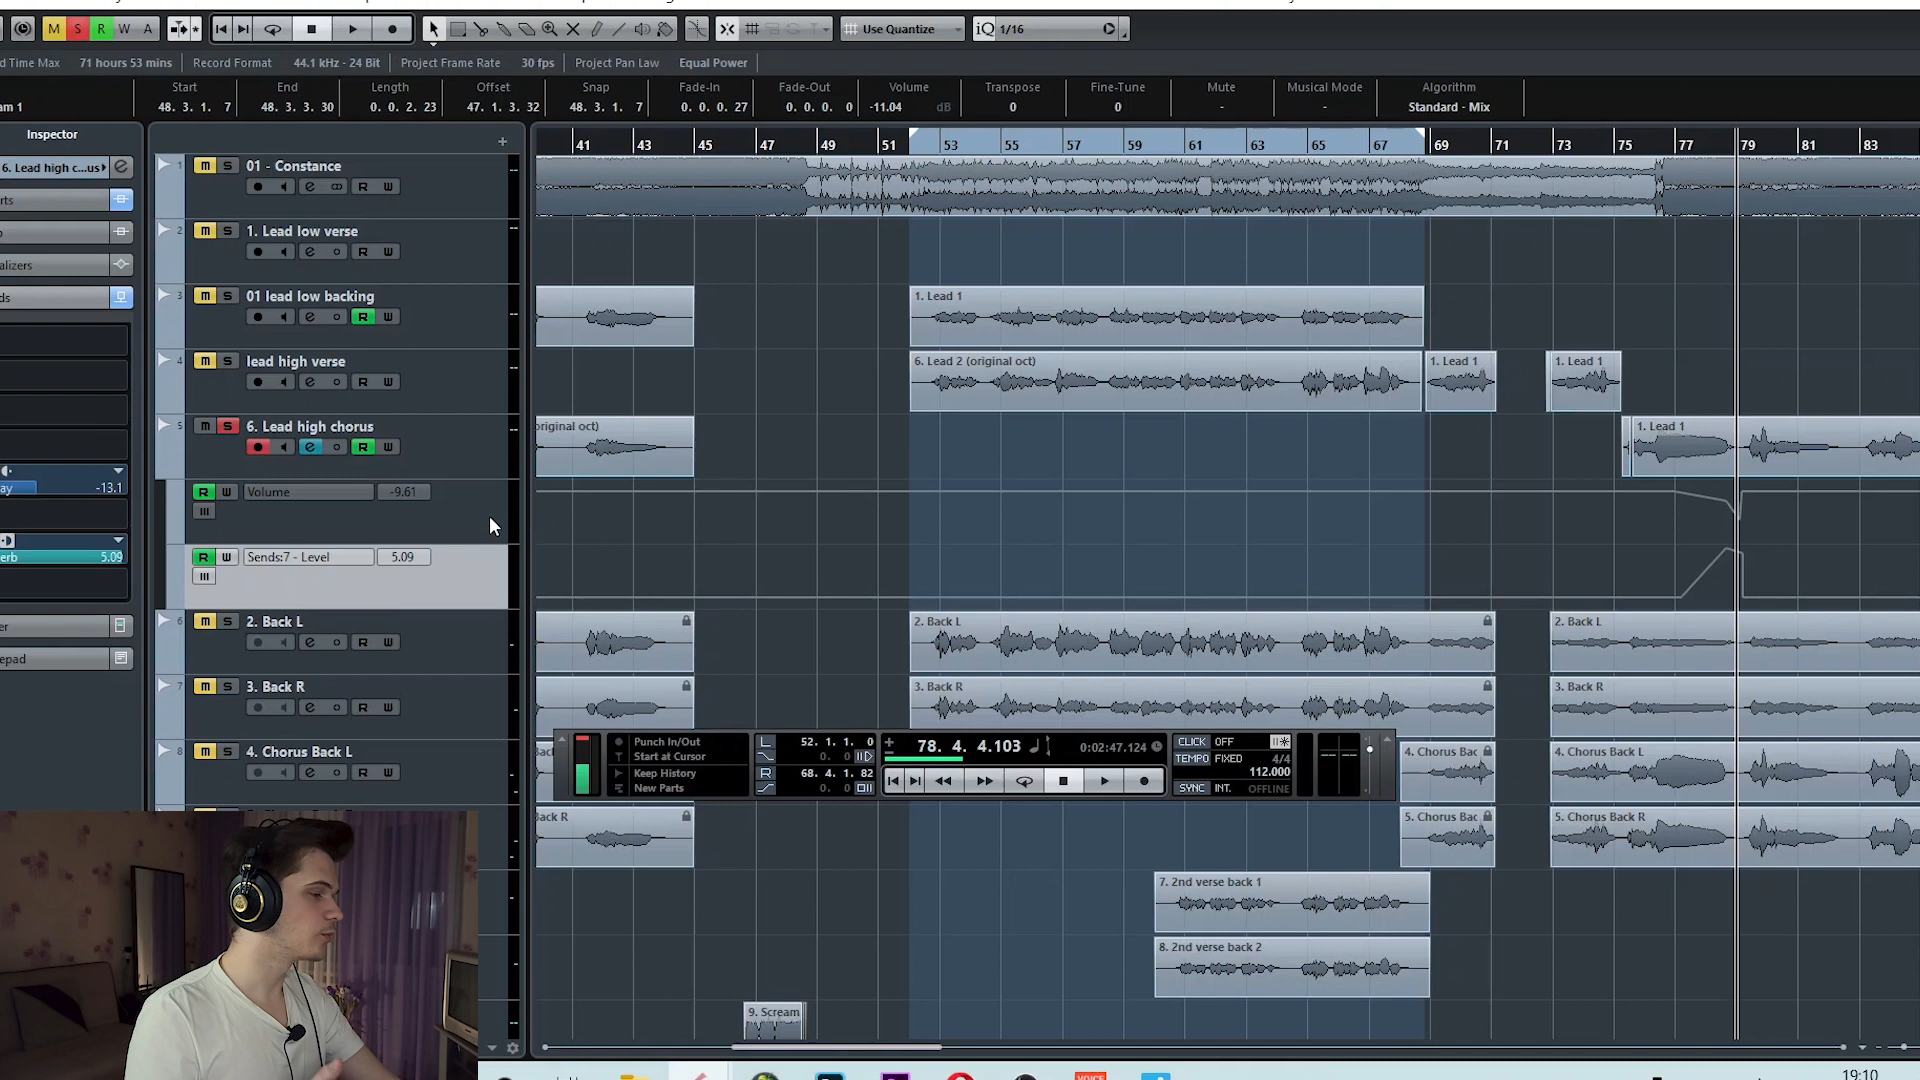 M S R W A
Use Quantize
iQ 1/16
d Time Max 71 hours 53 mins Record Format 44.1 kHz - 24 Bit Project Frame Rate 30 fps Project Pan Law Equal Power
Start End Length Offset Snap Fade-In Fade-Out Volume Transpose Fine-Tune Mute Musical Mode Algorithm
am 1 48. 3. 1. 7 48. 3. 3. 30 0. 0. 2. 23 47. 1. 3. 32 48. 3. 1. 7 0. 0. 0. 27 0. 0. 0. 0 -11.04 dB 0 0 - - Standard - Mix
Inspector
41 43 45 47 49 51 53 55 57 59 61 63 65 67 69 71 73 75 77 79 81 83
6. Lead high c...us
1 m S 01 - Constance
e R W
rts
2 m S 1. Lead low verse
e R W
alizers
ds
3 m S 01 lead low backing
e R W
1. Lead 1
4 m S lead high verse
e R W
6. Lead 2 (original oct)
1. Lead 1
1. Lead 1
5 m S 6. Lead high chorus
e R W
original oct)
1. Lead 1
ay -13.1
R W Volume -9.61
erb 5.09
R W Sends:7 - Level 5.09
er
6 m S 2. Back L
e R W
2. Back L
2. Back L
epad
7 m S 3. Back R
e R W
3. Back R
3. Back R
8 m S 4. Chorus Back L
e R W
4. Chorus Bac
4. Chorus Back L
Punch In/Out
Start at Cursor
Keep History
New Parts
L 52. 1. 1. 0
0. 0
R 68. 4. 1. 82
0. 0
78. 4. 4.103
0:02:47.124
CLICK OFF
TEMPO FIXED 4/4
112.000
SYNC INT. OFFLINE
Back R
5. Chorus Bac
5. Chorus Back R
7. 2nd verse back 1
8. 2nd verse back 2
9. Scream
VOICE
19:10